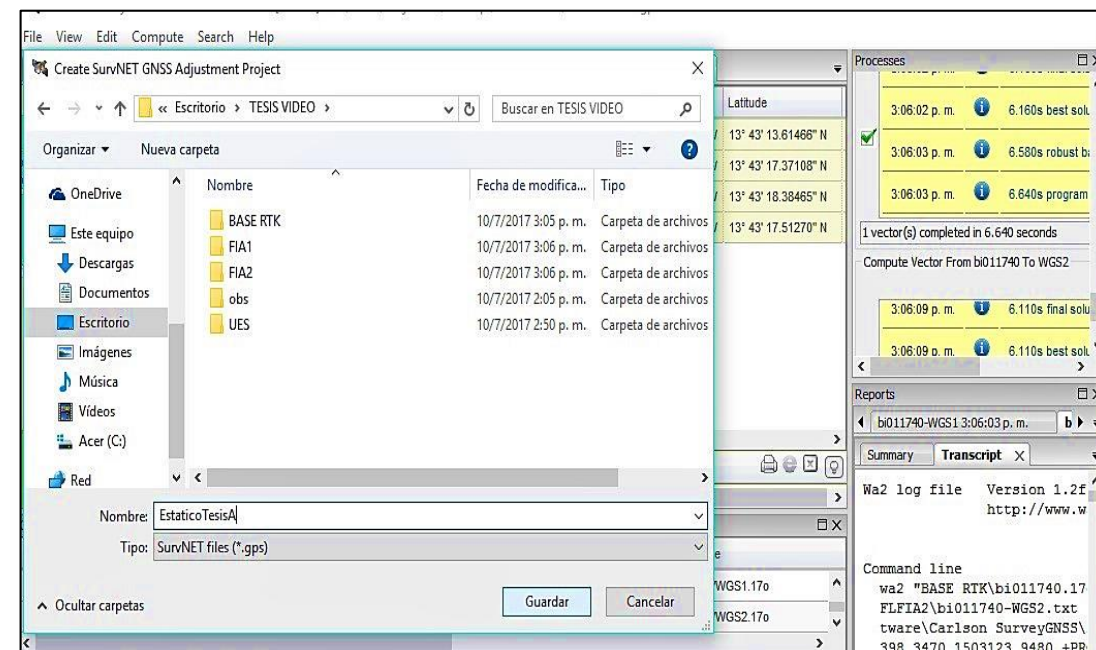 File View Edit Compute Search Help
Create SurvNET GNSS Adjustment Project
« Escritorio > TESIS VIDEO >
Buscar en TESIS VIDEO
Organizar
Nueva carpeta
OneDrive
Este equipo
Descargas
Documentos
Escritorio
Imágenes
Música
Vídeos
Acer (C:)
Red
Nombre Fecha de modifica... Tipo
BASE RTK 10/7/2017 3:05 p. m. Carpeta de archivos
FIA1 10/7/2017 3:06 p. m. Carpeta de archivos
FIA2 10/7/2017 3:06 p. m. Carpeta de archivos
obs 10/7/2017 2:05 p. m. Carpeta de archivos
UES 10/7/2017 2:50 p. m. Carpeta de archivos
Nombre: EstaticoTesisA
Tipo: SurvNET files (*.gps)
Ocultar carpetas
Guardar
Cancelar
Latitude
13° 43' 13.61466" N
13° 43' 17.37108" N
13° 43' 18.38465" N
13° 43' 17.51270" N
WGS1.17o
WGS2.17o
Processes
3:06:02 p. m. 6.160s best solu
3:06:03 p. m. 6.580s robust ba
3:06:03 p. m. 6.640s program
1 vector(s) completed in 6.640 seconds
Compute Vector From bi011740 To WGS2
3:06:09 p. m. 6.110s final solu
3:06:09 p. m. 6.110s best solu
Reports
bi011740-WGS1 3:06:03 p. m. b
Summary Transcript
Wa2 log file Version 1.2f
http://www.w
Command line
wa2 "BASE RTK\bi011740.17
FLFIA2\bi011740-WGS2.txt
tware\Carlson SurveyGNSS\
398.3470 1503123.9480 +PR